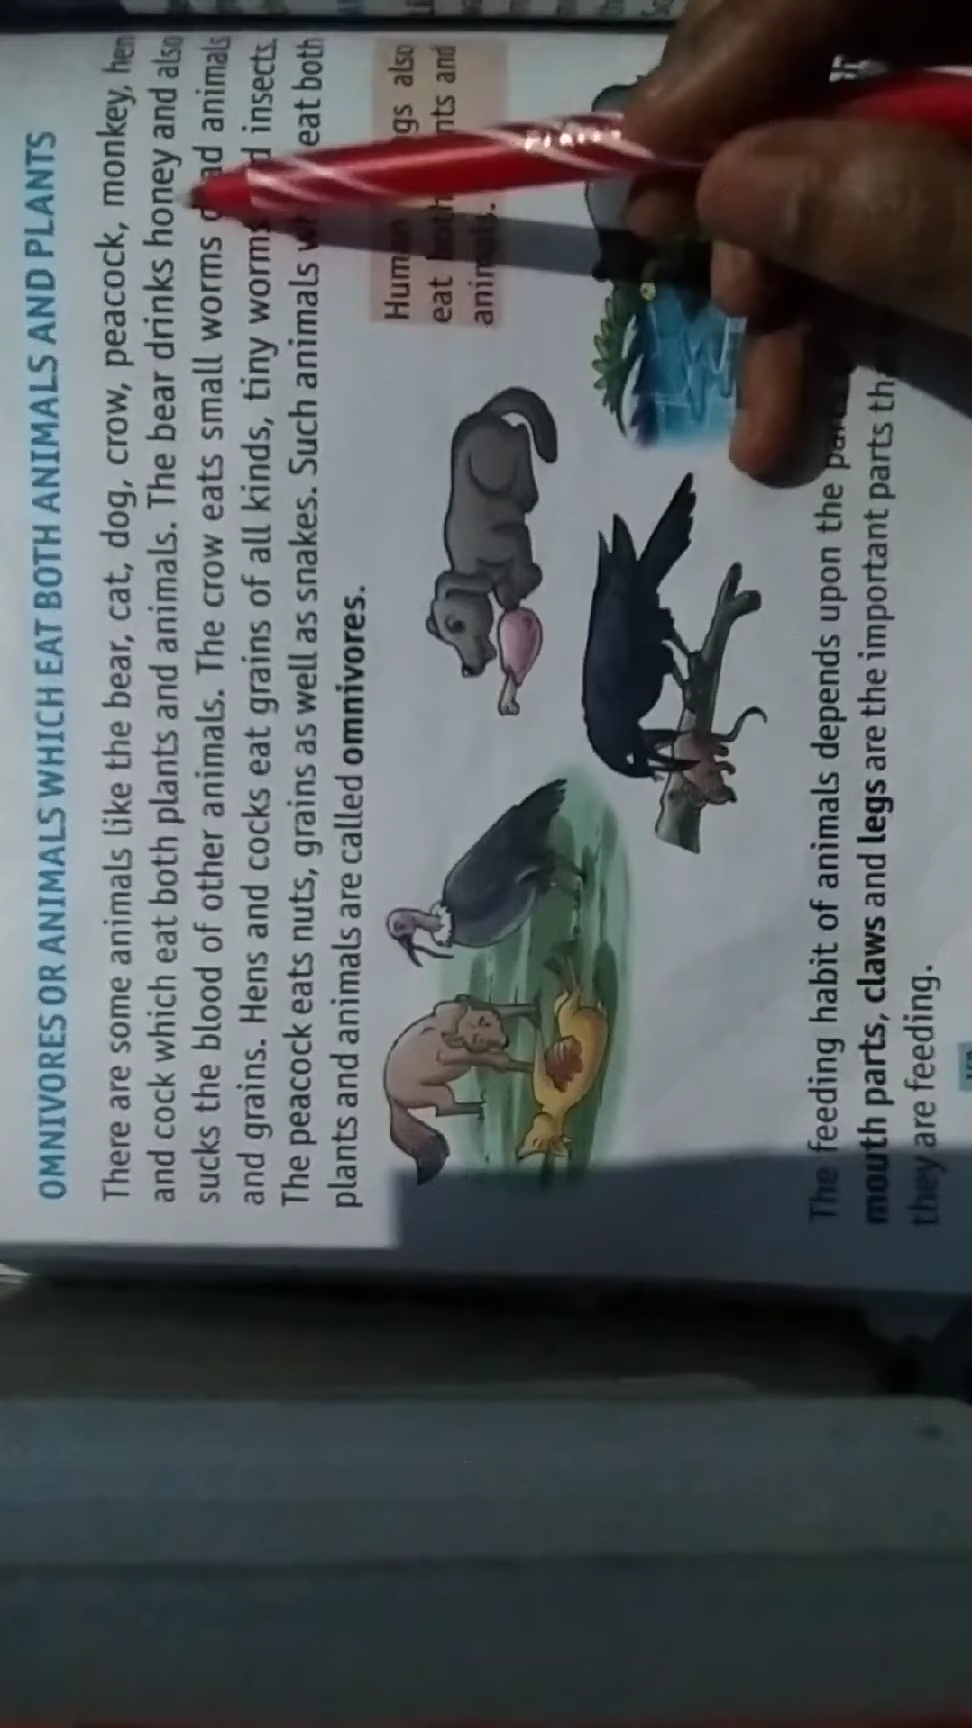 OMNIVORES OR ANIMALS WHICH EAT BOTH ANIMALS AND PLANTS
There are some animals like the bear, cat, dog, crow, peacock, monkey, hen
and cock which eat both plants and animals. The bear drinks honey and also
sucks the blood of other animals. The crow eats small worms animals
and grains. Hens and cocks eat grains of all kinds, tiny worms insects.
The peacock eats nuts, grains as well as snakes. Such animals eat both
plants and animals are called omnivores.
also
eat both and
The feeding habit of animals depends upon the
mouth parts, claws and legs are the important parts
they are feeding.